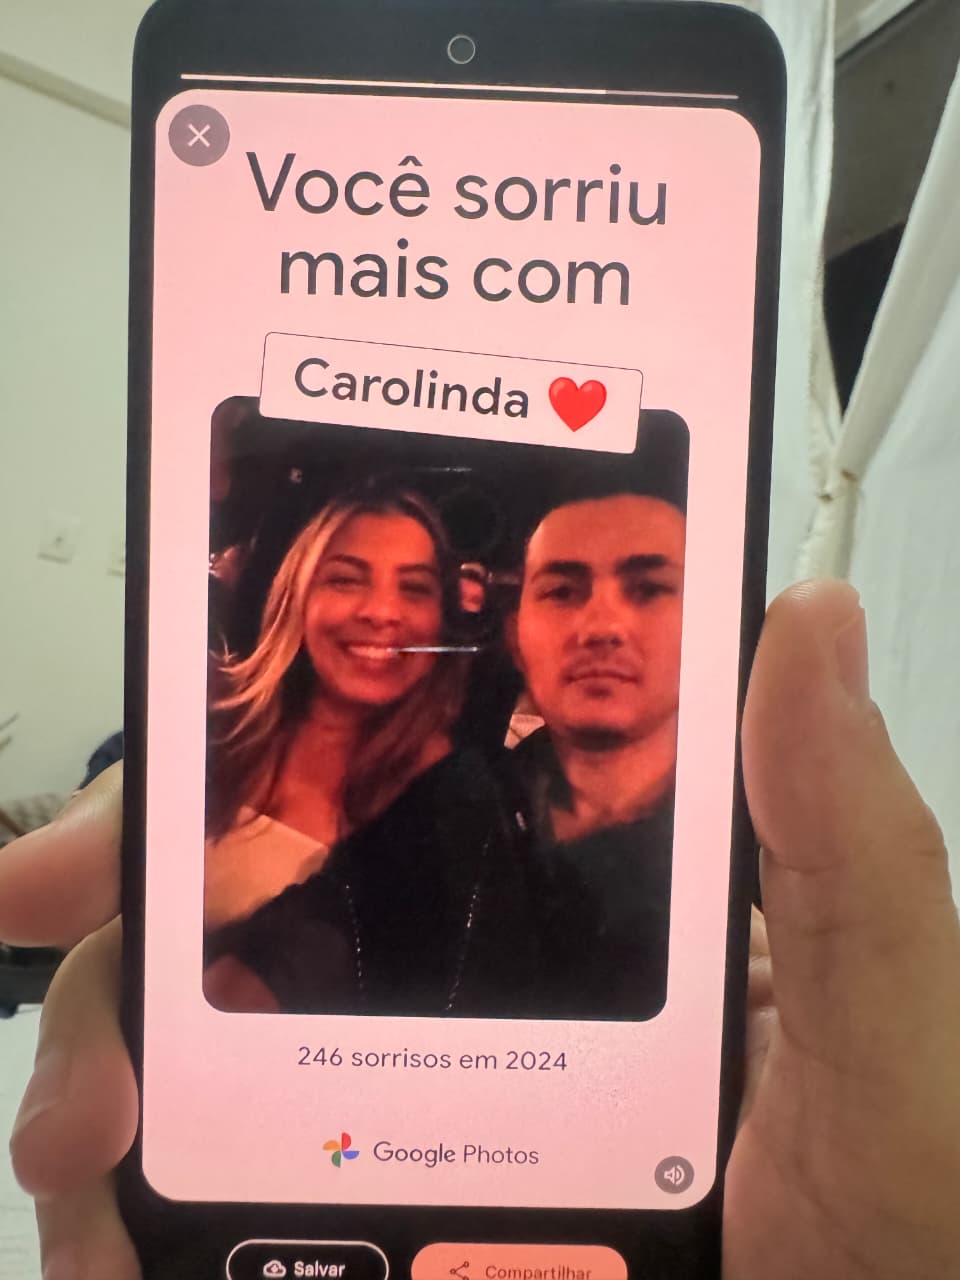 Você sorriu
mais com
Carolinda ❤️
246 sorrisos em 2024
Google Photos
Salvar
Compartilhar